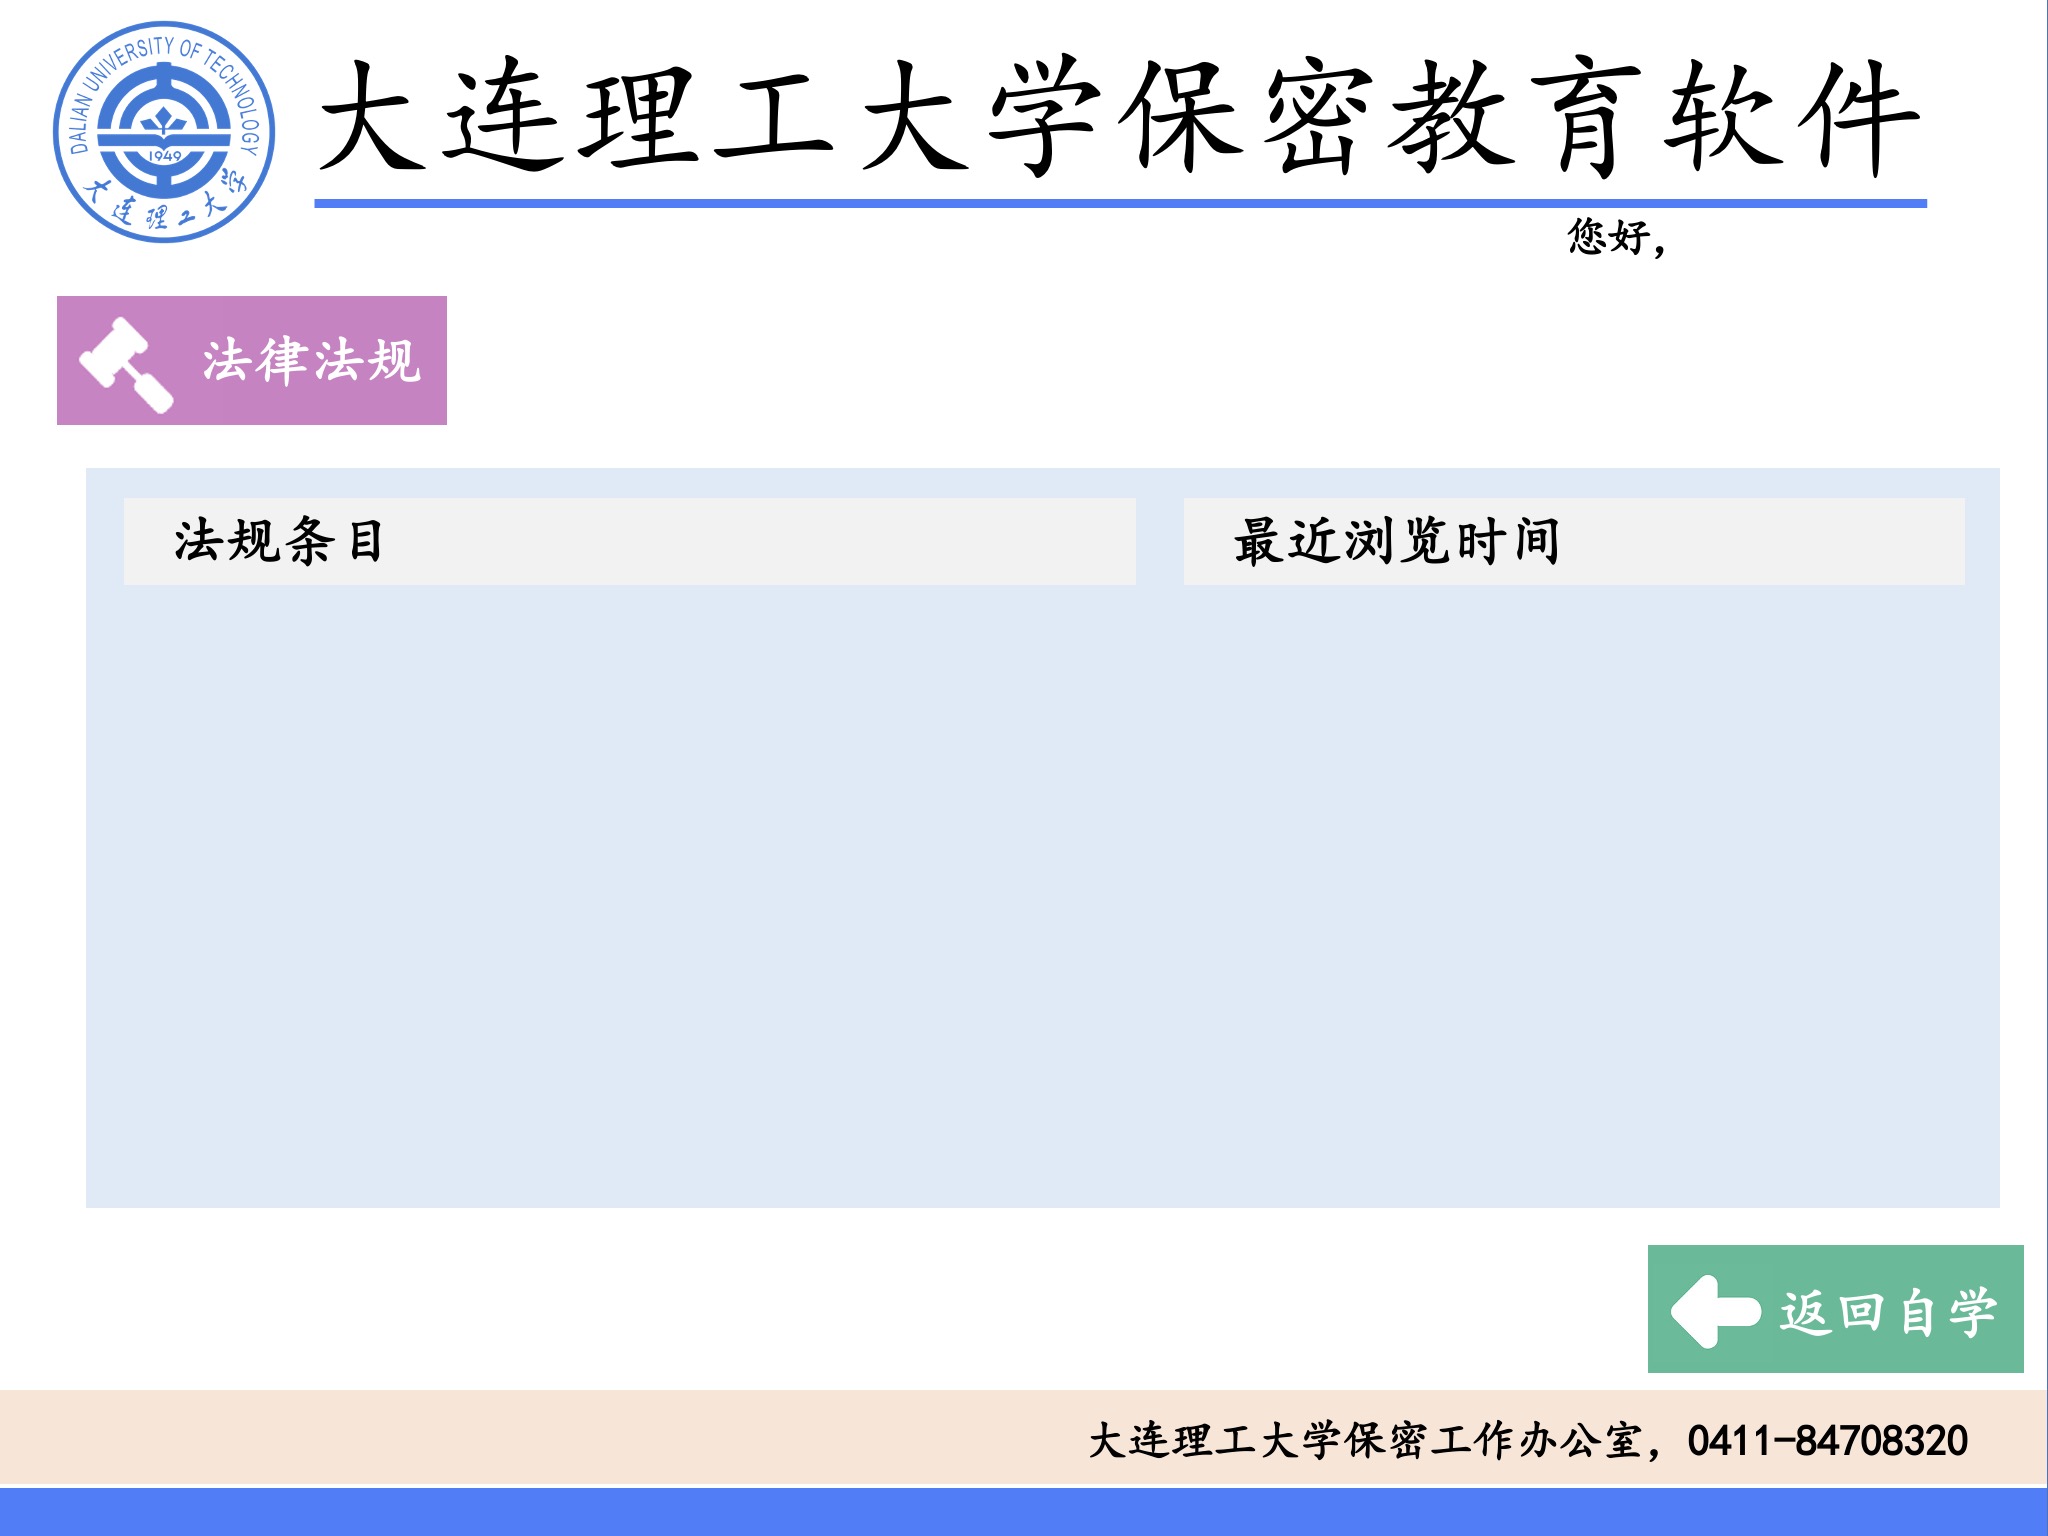 DALIAN UNIVERSITY OF TECHNOLOGY
1949
大连理工大学
大连理工大学保密教育软件
您好，
法律法规
法规条目 最近浏览时间
返回自学
大连理工大学保密工作办公室，0411-84708320